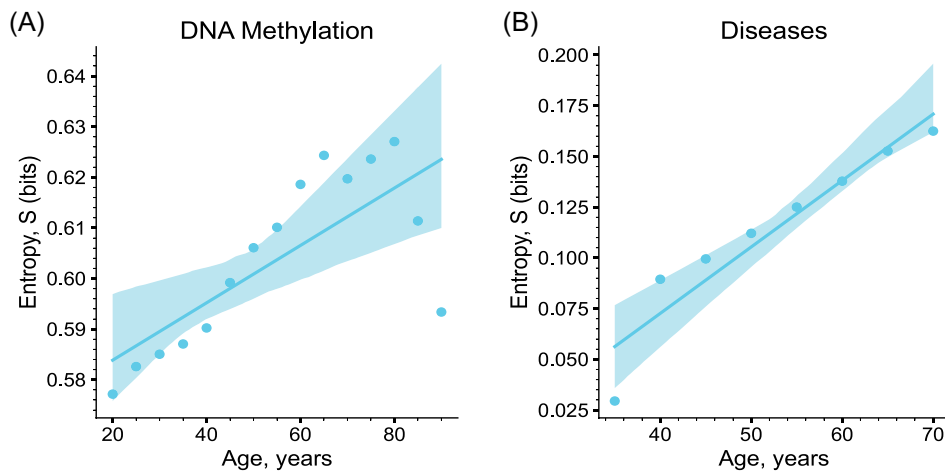 (A)
DNA Methylation
Entropy, S (bits)
0.64
0.63
0.62
0.61
0.60
0.59
0.58
20
40
60
80
Age, years
(B)
Diseases
Entropy, S (bits)
0.200
0.175
0.150
0.125
0.100
0.075
0.050
0.025
40
50
60
70
Age, years